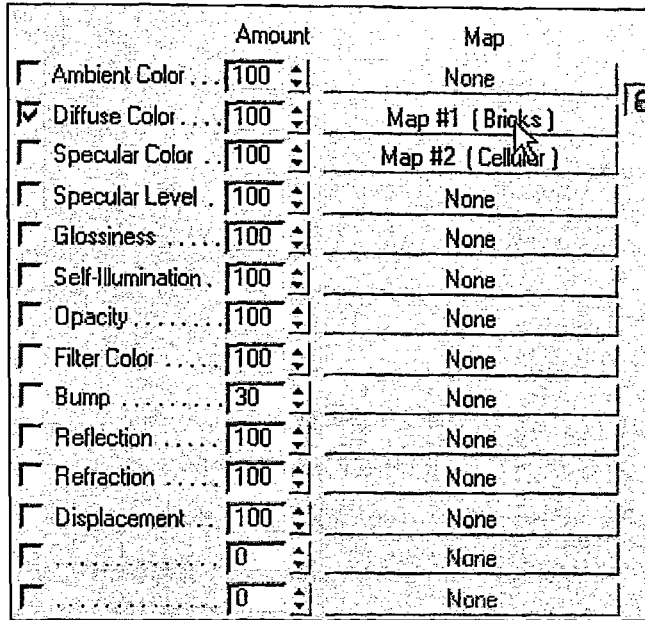 Amount Map
Ambient Color . . . 100 None
Diffuse Color . . . . 100 Map #1 ( Bricks )
Specular Color . . 100 Map #2 ( Cellular )
Specular Level . 100 None
Glossiness . . . . . 100 None
Self-Illumination . 100 None
Opacity . . . . . . . . 100 None
Filter Color . . . . . 100 None
Bump . . . . . . . . . 30 None
Reflection . . . . . 100 None
Refraction . . . . . 100 None
Displacement . . . 100 None
. . . . . . . . . . . . . . . 0 None
. . . . . . . . . . . . . . . 0 None